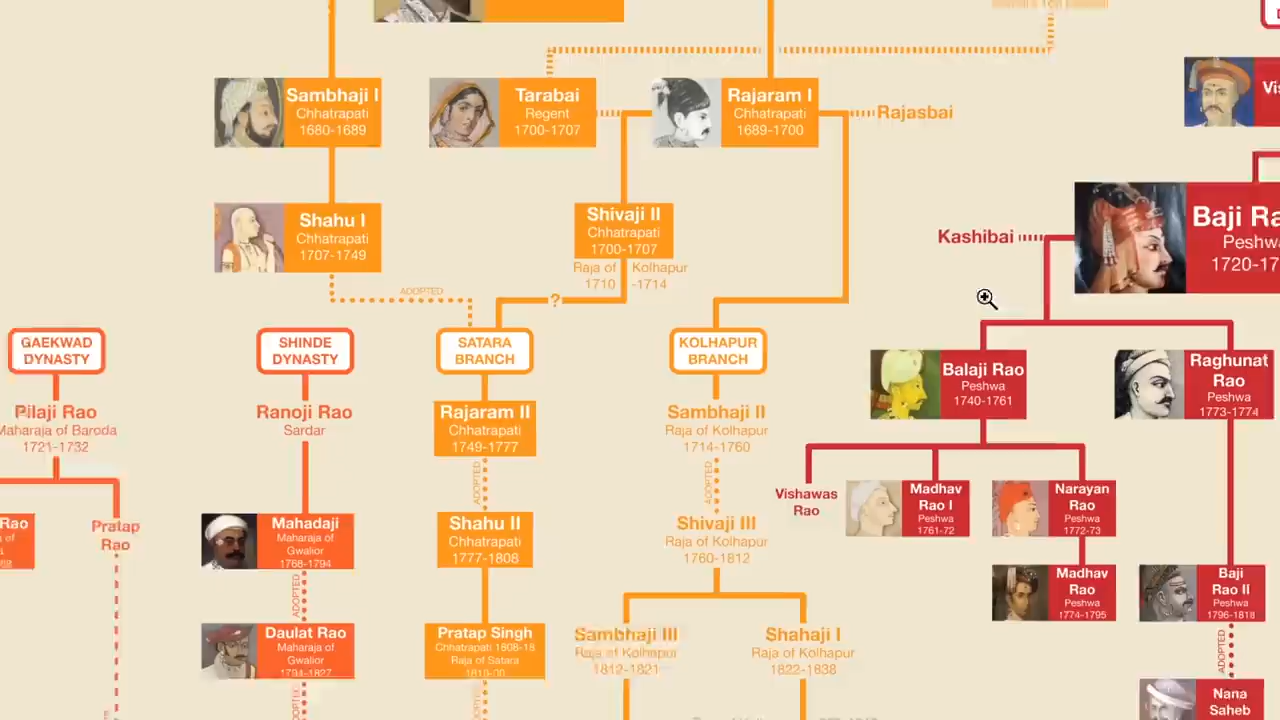 Sambhaji I
Chhatrapati
1680-1689
Tarabai
Regent
1700-1707
Rajaram I
Chhatrapati
1689-1700
Rajasbai
Shahu I
Chhatrapati
1707-1749
Shivaji II
Chhatrapati
1700-1707
Raja of Kolhapur
1710 -1714
Kashibai
Peshw
1720-17
ADOPTED
?
GAEKWAD
DYNASTY
SHINDE
DYNASTY
SATARA
BRANCH
KOLHAPUR
BRANCH
Balaji Rao
Peshwa
1740-1761
Raghunat
Rao
Peshwa
1773-1774
Pilaji Rao
Maharaja of Baroda
1721-1732
Ranoji Rao
Sardar
Rajaram II
Chhatrapati
1749-1777
Sambhaji II
Raja of Kolhapur
1714-1760
ADOPTED
ADOPTED
Vishawas
Rao
Madhav
Rao I
Peshwa
1761-72
Narayan
Rao
Peshwa
1772-73
Rao
Pratap
Rao
Mahadaji
Maharaja of
Gwalior
1768-1794
Shahu II
Chhatrapati
1777-1808
Shivaji III
Raja of Kolhapur
1760-1812
Madhav
Rao
Peshwa
1774-1795
Baji
Rao II
Peshwa
1796-1818
ADOPTED
ADOPTED
Daulat Rao
Maharaja of
Gwalior
1794-1827
Pratap Singh
Chhatrapati 1808-18
Raja of Satara
Sambhaji III
Raja of Kolhapur
1812-1821
Shahaji I
Raja of Kolhapur
1822-1838
Nana
Saheb